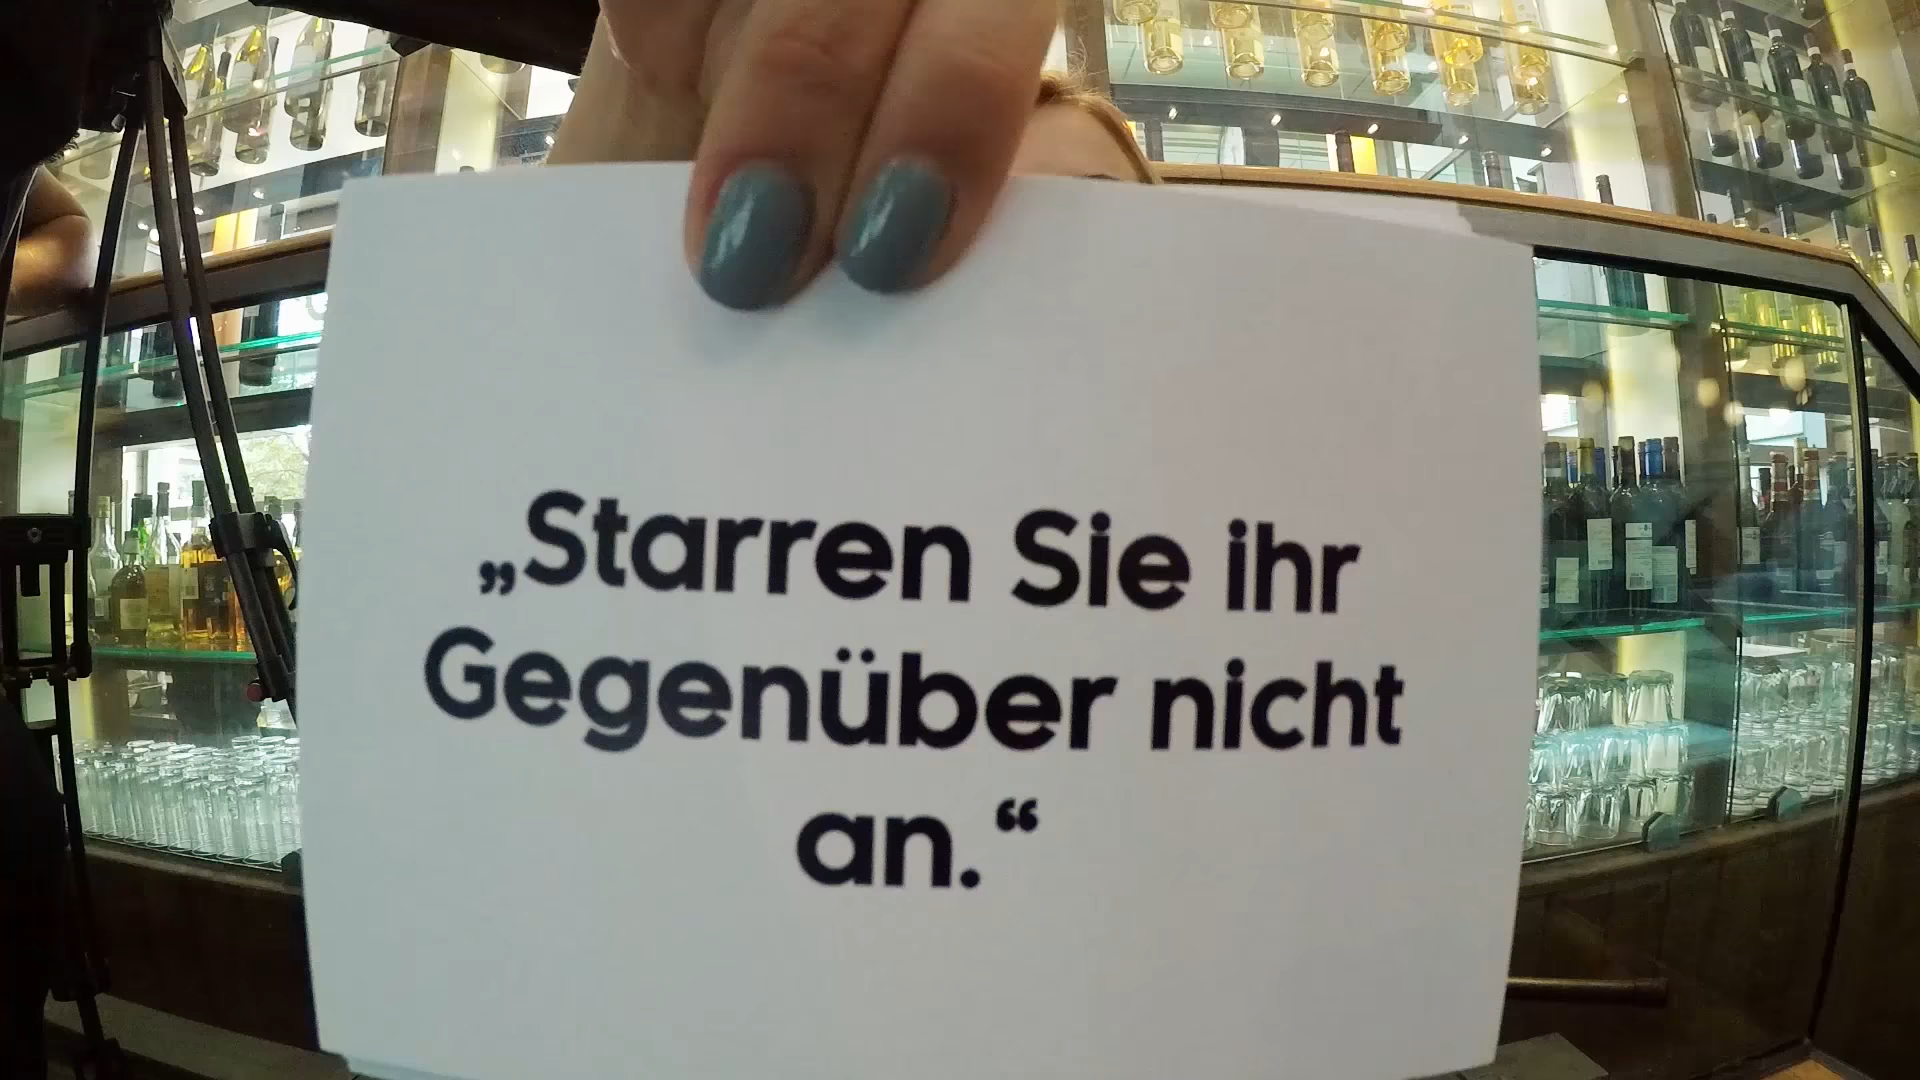 „Starren Sie ihr
Gegenüber nicht
an.“